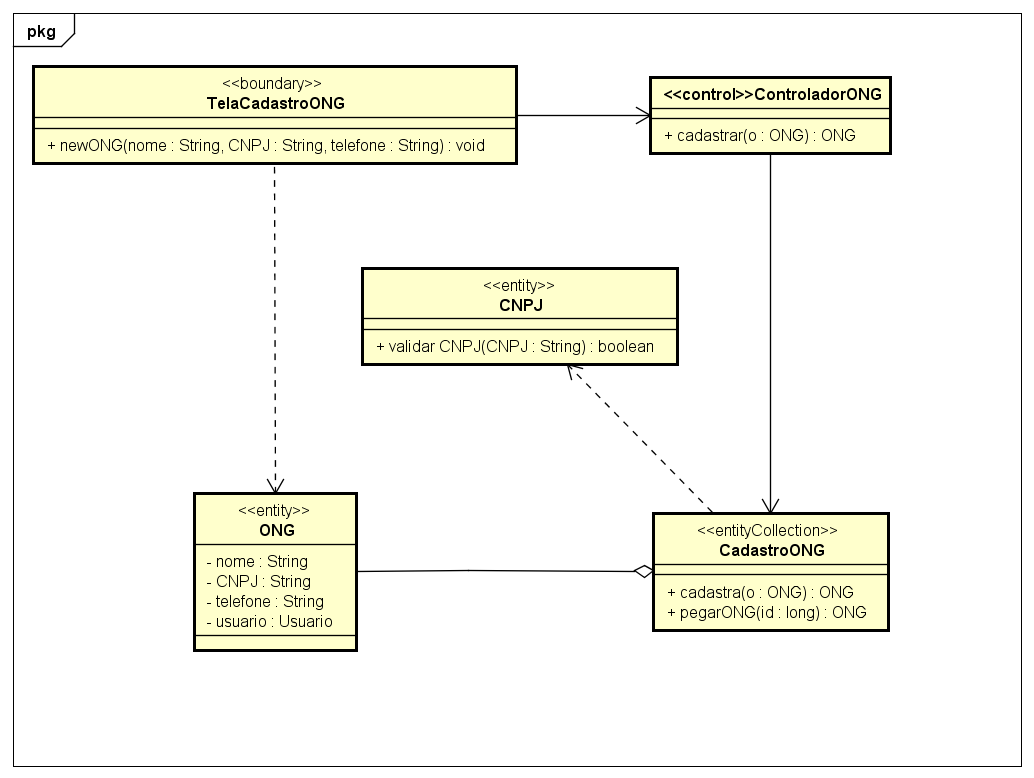 pkg
<<boundary>>
TelaCadastroONG
+ newONG(nome : String, CNPJ : String, telefone : String) : void
<<control>>ControladorONG
+ cadastrar(o : ONG) : ONG
<<entity>>
CNPJ
+ validar CNPJ(CNPJ : String) : boolean
<<entity>>
ONG
- nome : String
- CNPJ : String
- telefone : String
- usuario : Usuario
<<entityCollection>>
CadastroONG
+ cadastra(o : ONG) : ONG
+ pegarONG(id : long) : ONG